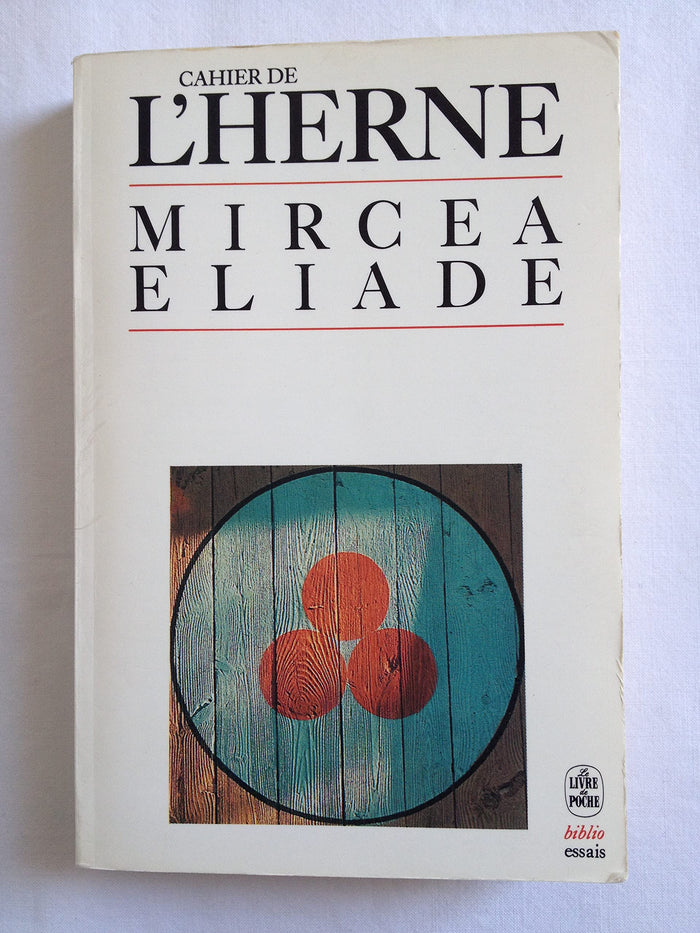 CAHIER DE
L'HERNE
MIRCEA
ELIADE
Le
LIVRE
de
POCHE
biblio
essais